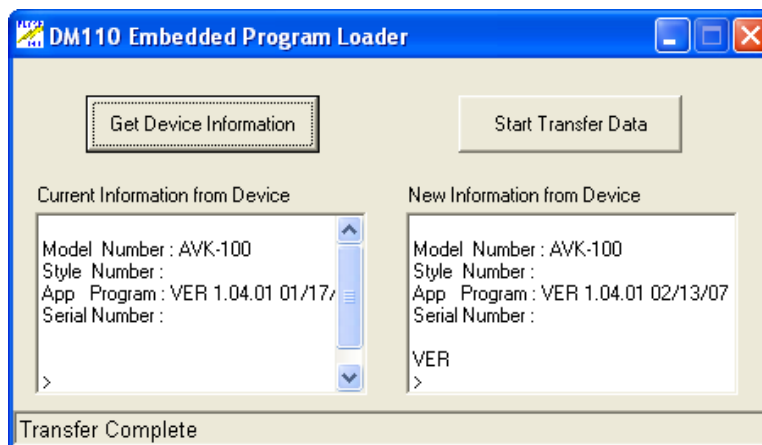 DM110 Embedded Program Loader
Get Device Information
Start Transfer Data
Current Information from Device
Model Number : AVK-100
Style Number :
App Program : VER 1.04.01 01/17/
Serial Number :
>
New Information from Device
Model Number : AVK-100
Style Number :
App Program : VER 1.04.01 02/13/07
Serial Number :
VER
>
Transfer Complete